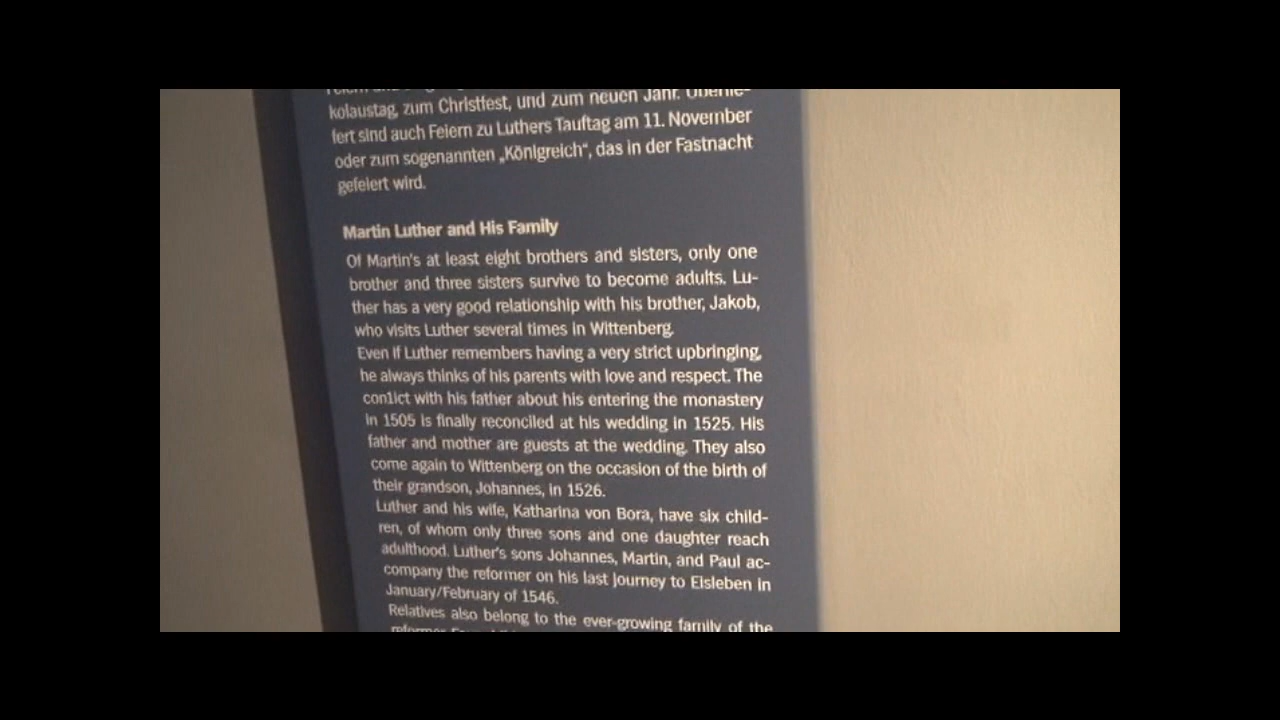 kolaustag, zum Christfest, und zum neuen Jahr. Überlie-
fert sind auch Feiern zu Luthers Tauftag am 11. November
oder zum sogenannten „Königreich“, das in der Fastnacht
gefeiert wird.
Martin Luther and His Family
Of Martin's at least eight brothers and sisters, only one
brother and three sisters survive to become adults. Lu-
ther has a very good relationship with his brother, Jakob,
who visits Luther several times in Wittenberg.
Even if Luther remembers having a very strict upbringing,
he always thinks of his parents with love and respect. The
conflict with his father about his entering the monastery
in 1505 is finally reconciled at his wedding in 1525. His
father and mother are guests at the wedding. They also
come again to Wittenberg on the occasion of the birth of
their grandson, Johannes, in 1526.
Luther and his wife, Katharina von Bora, have six child-
ren, of whom only three sons and one daughter reach
adulthood. Luther's sons Johannes, Martin, and Paul ac-
company the reformer on his last journey to Eisleben in
January/February of 1546.
Relatives also belong to the ever-growing family of the
reformer